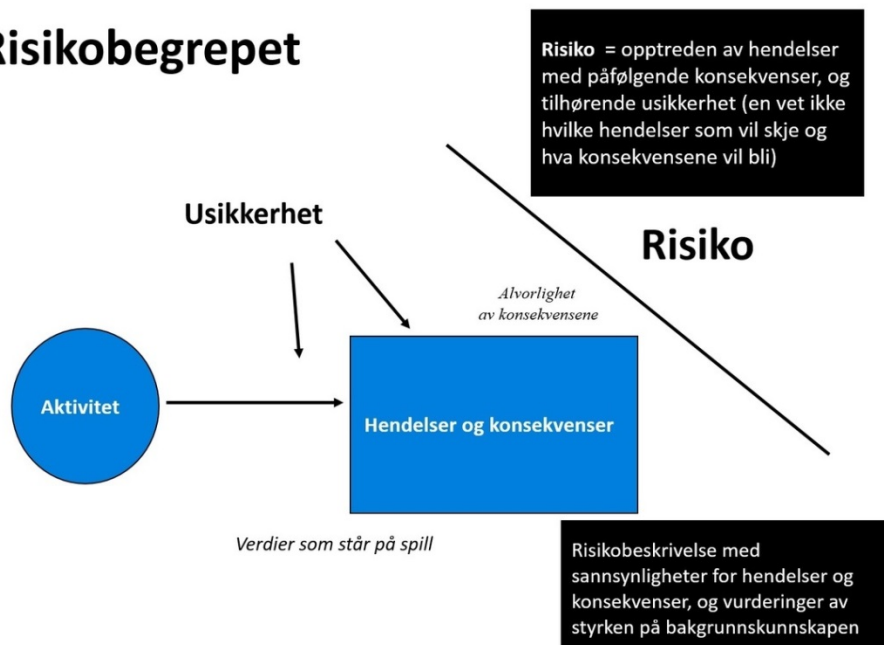 Risikobegrepet
Risiko = opptreden av hendelser
med påfølgende konsekvenser, og
tilhørende usikkerhet (en vet ikke
hvilke hendelser som vil skje og
hva konsekvensene vil bli)
Usikkerhet
Risiko
Alvorlighet
av konsekvensene
Aktivitet
Hendelser og konsekvenser
Verdier som står på spill
Risikobeskrivelse med
sannsynligheter for hendelser og
konsekvenser, og vurderinger av
styrken på bakgrunnskunnskapen